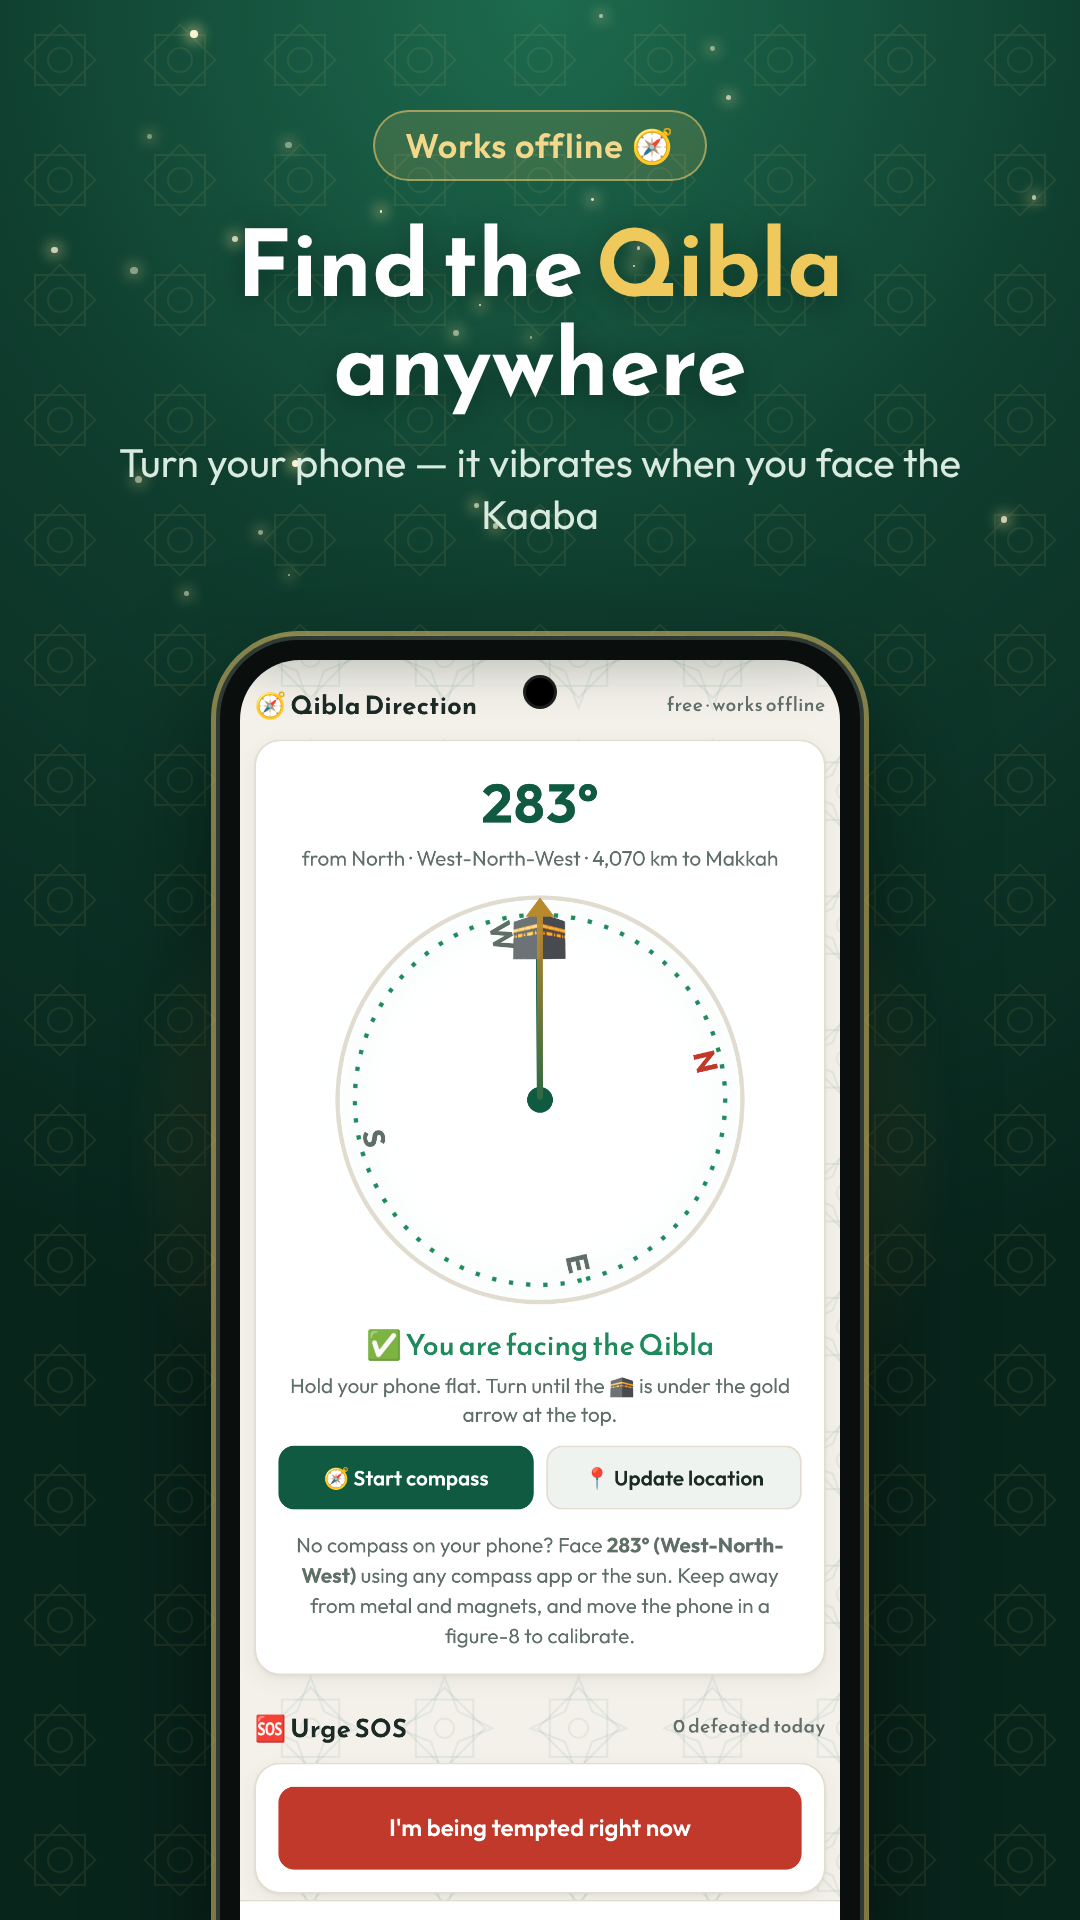 Works offline 🧭
Find the Qibla
anywhere
Turn your phone — it vibrates when you face the
Kaaba
🧭 Qibla Direction
free · works offline
283°
from North · West-North-West · 4,070 km to Makkah
W
N
S
E
✅ You are facing the Qibla
Hold your phone flat. Turn until the 🕋 is under the gold
arrow at the top.
🧭 Start compass
📍 Update location
No compass on your phone? Face 283° (West-North-
West) using any compass app or the sun. Keep away
from metal and magnets, and move the phone in a
figure-8 to calibrate.
🆘 Urge SOS
0 defeated today
I'm being tempted right now